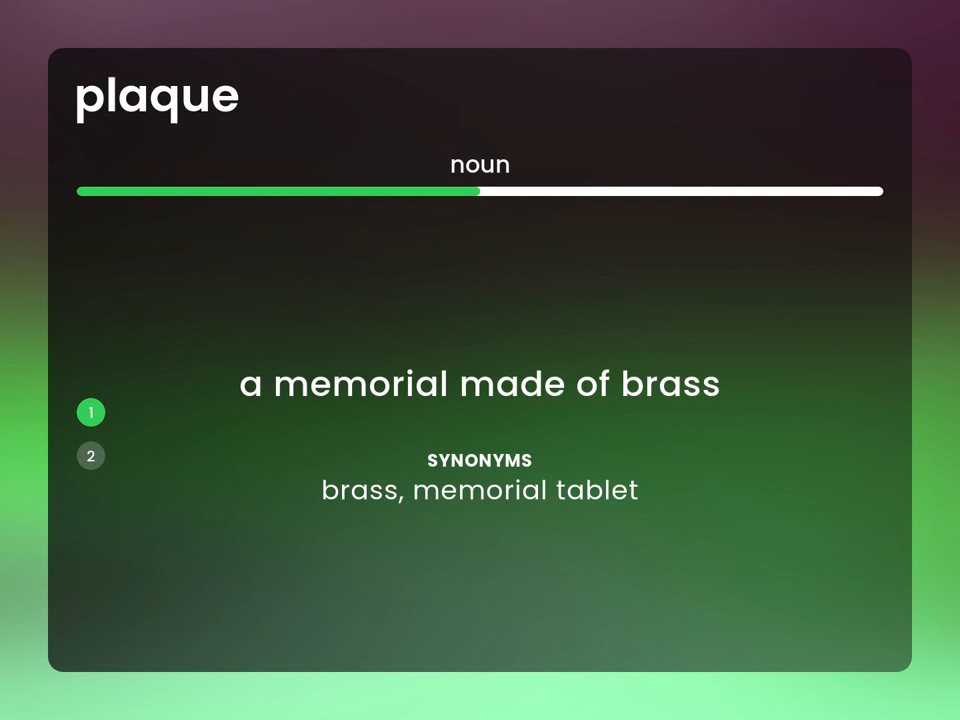 plaque
noun
a memorial made of brass
1
2
SYNONYMS
brass, memorial tablet